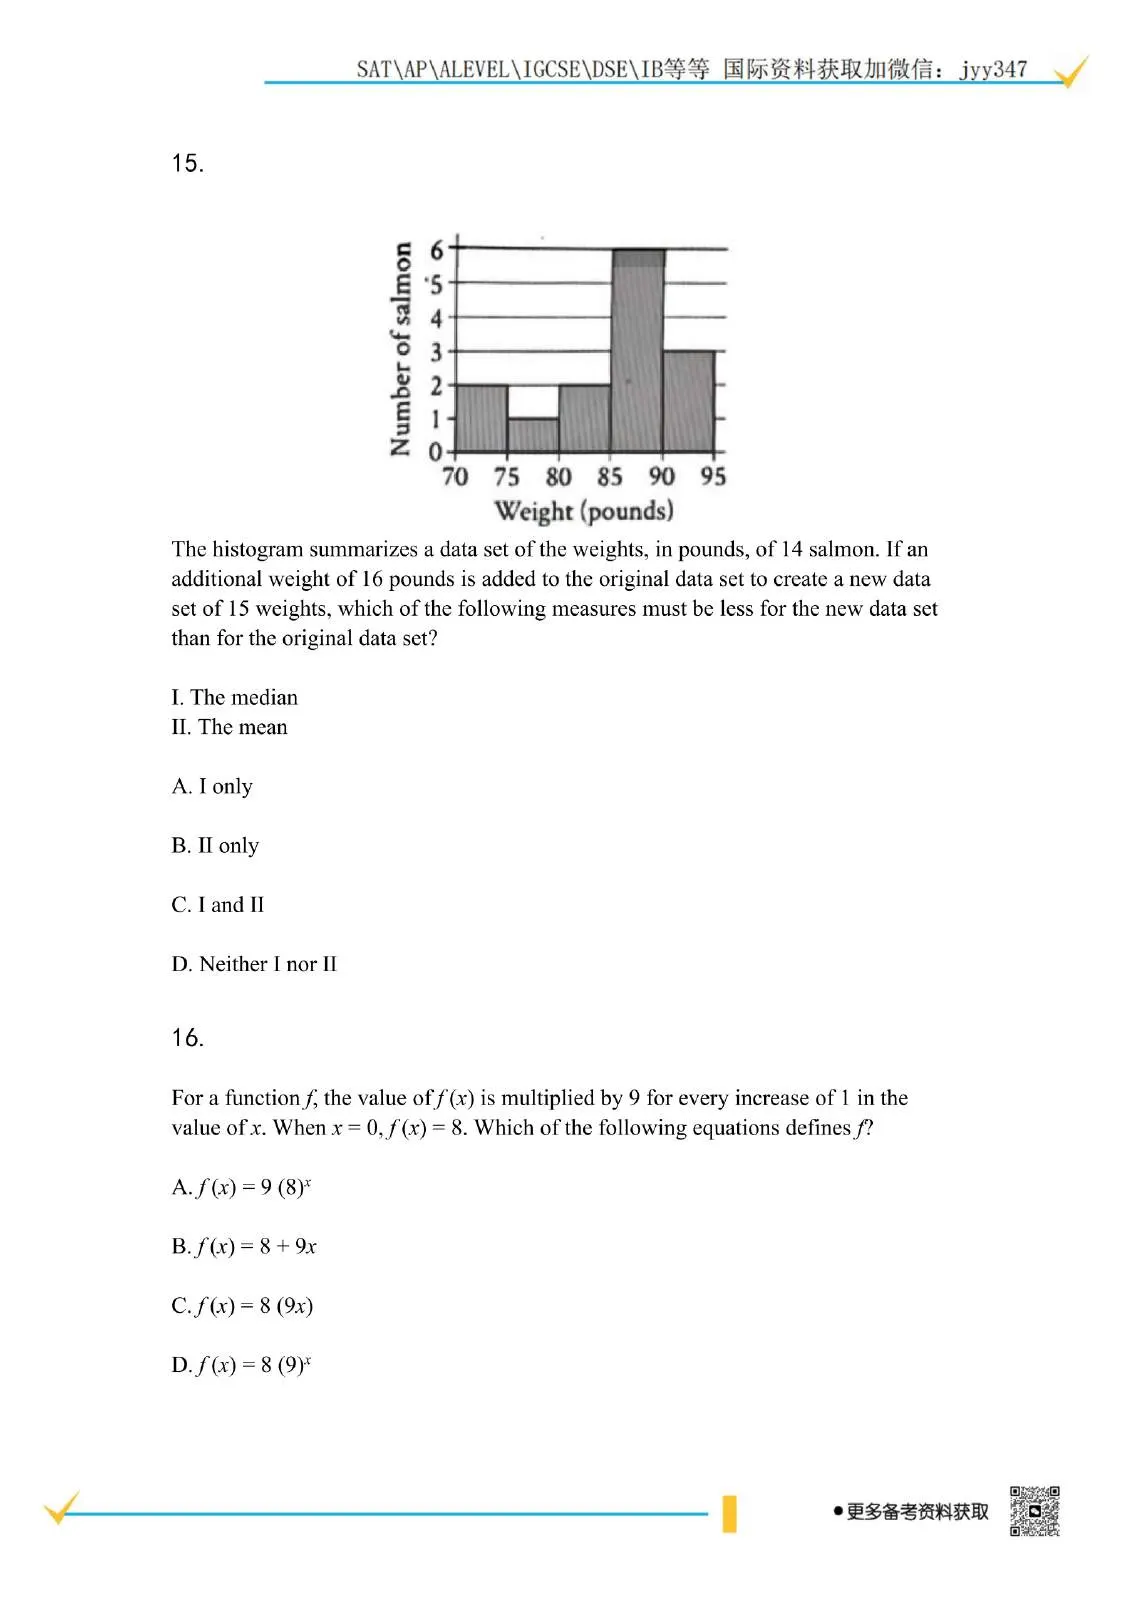 SAT\AP\ALEVEL\IGCSE\DSE\IB等等 国际资料获取加微信：jyy347
15.
Number of salmon
6
5
4
3
2
1
0
70 75 80 85 90 95
Weight (pounds)
The histogram summarizes a data set of the weights, in pounds, of 14 salmon. If an
additional weight of 16 pounds is added to the original data set to create a new data
set of 15 weights, which of the following measures must be less for the new data set
than for the original data set?
I. The median
II. The mean
A. I only
B. II only
C. I and II
D. Neither I nor II
16.
For a function f, the value of f (x) is multiplied by 9 for every increase of 1 in the
value of x. When x = 0, f (x) = 8. Which of the following equations defines f?
A. f (x) = 9 (8)ˣ
B. f (x) = 8 + 9x
C. f (x) = 8 (9x)
D. f (x) = 8 (9)ˣ
●更多备考资料获取